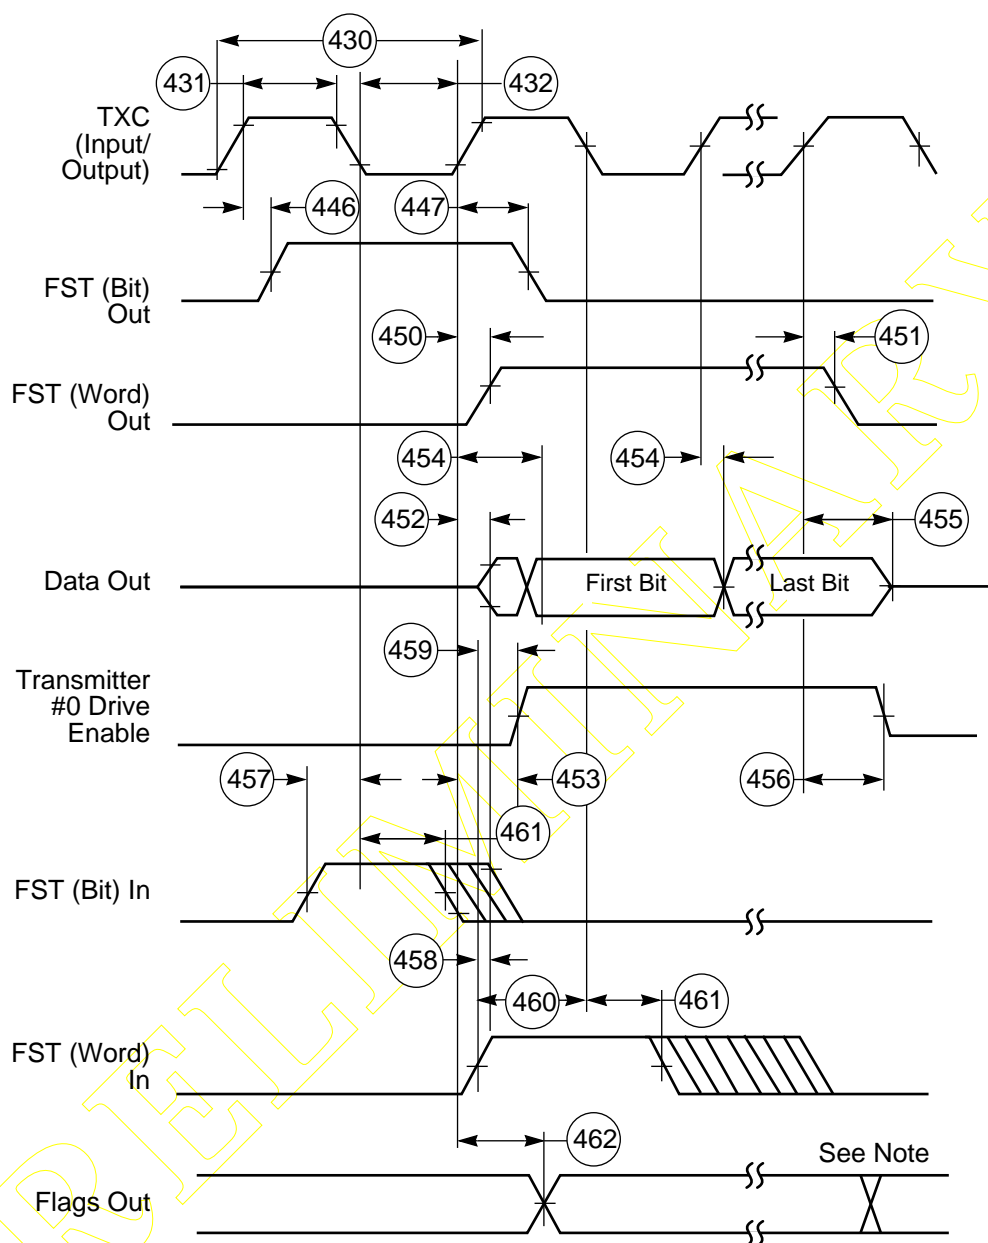 430
431
432
TXC
(Input/
Output)
446
447
FST (Bit)
Out
450
451
FST (Word)
Out
454
454
452
455
Data Out
First Bit
Last Bit
459
Transmitter
#0 Drive
Enable
457
453
456
461
FST (Bit) In
458
460
461
FST (Word)
In
462
See Note
Flags Out
RELIMINARY